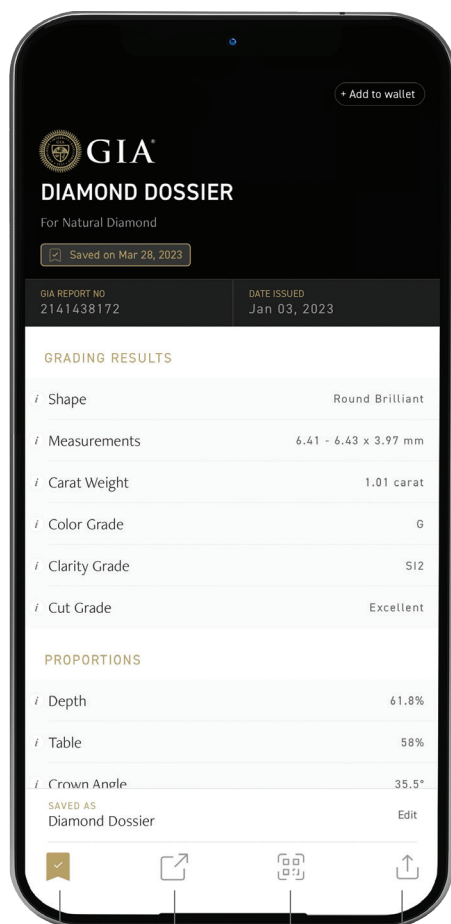 + Add to wallet
GIA®
DIAMOND DOSSIER
For Natural Diamond
Saved on Mar 28, 2023
GIA REPORT NO
2141438172
DATE ISSUED
Jan 03, 2023
GRADING RESULTS
i Shape Round Brilliant
i Measurements 6.41 - 6.43 x 3.97 mm
i Carat Weight 1.01 carat
i Color Grade G
i Clarity Grade SI2
i Cut Grade Excellent
PROPORTIONS
i Depth 61.8%
i Table 58%
i Crown Angle 35.5°
SAVED AS
Diamond Dossier Edit